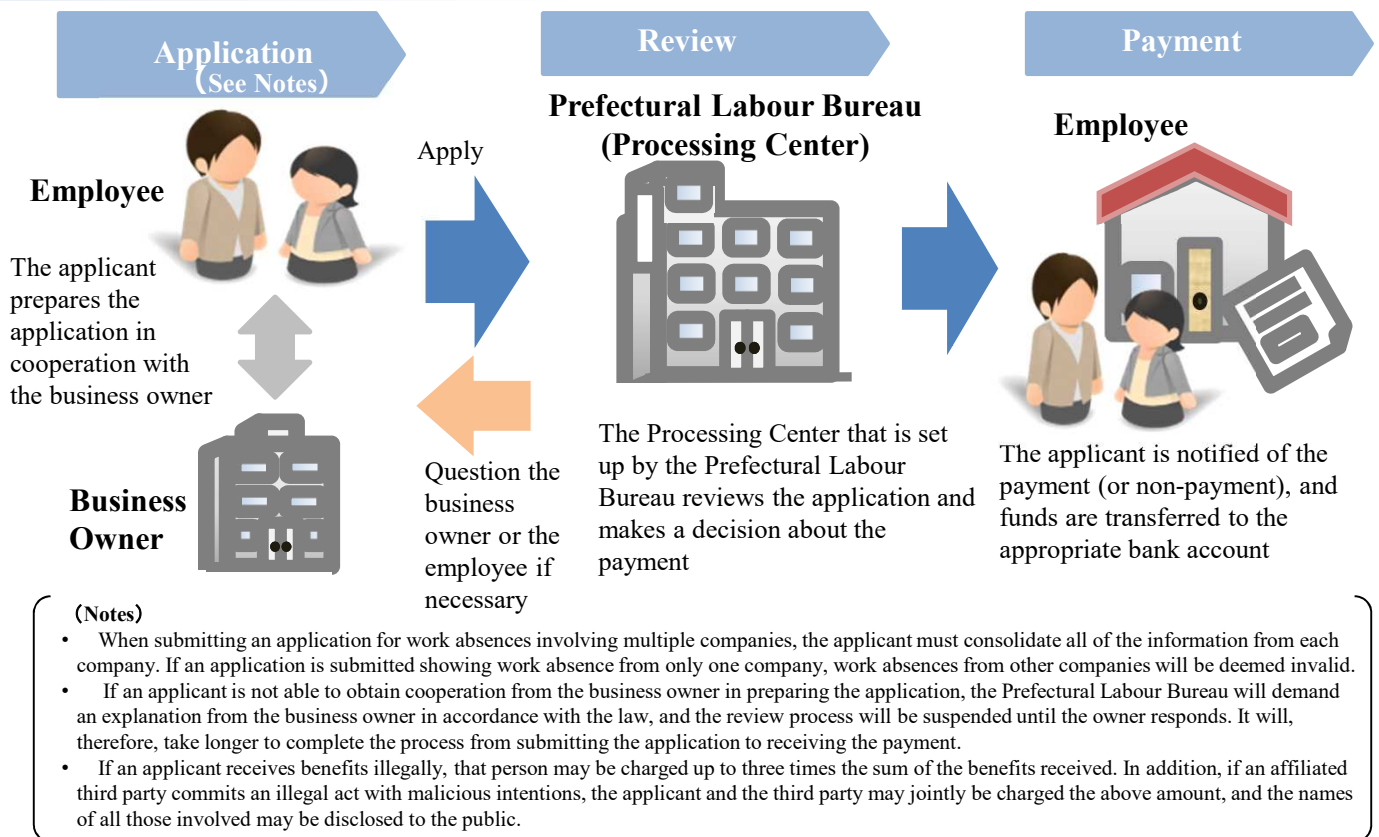 Application
（See Notes）
Review
Payment
Employee
The applicant
prepares the
application in
cooperation with
the business owner
Business
Owner
Apply
Question the
business
owner or the
employee if
necessary
Prefectural Labour Bureau
(Processing Center)
The Processing Center that is set
up by the Prefectural Labour
Bureau reviews the application and
makes a decision about the
payment
Employee
The applicant is notified of the
payment (or non-payment), and
funds are transferred to the
appropriate bank account
（Notes）
• When submitting an application for work absences involving multiple companies, the applicant must consolidate all of the information from each
company. If an application is submitted showing work absence from only one company, work absences from other companies will be deemed invalid.
• If an applicant is not able to obtain cooperation from the business owner in preparing the application, the Prefectural Labour Bureau will demand
an explanation from the business owner in accordance with the law, and the review process will be suspended until the owner responds. It will,
therefore, take longer to complete the process from submitting the application to receiving the payment.
• If an applicant receives benefits illegally, that person may be charged up to three times the sum of the benefits received. In addition, if an affiliated
third party commits an illegal act with malicious intentions, the applicant and the third party may jointly be charged the above amount, and the names
of all those involved may be disclosed to the public.